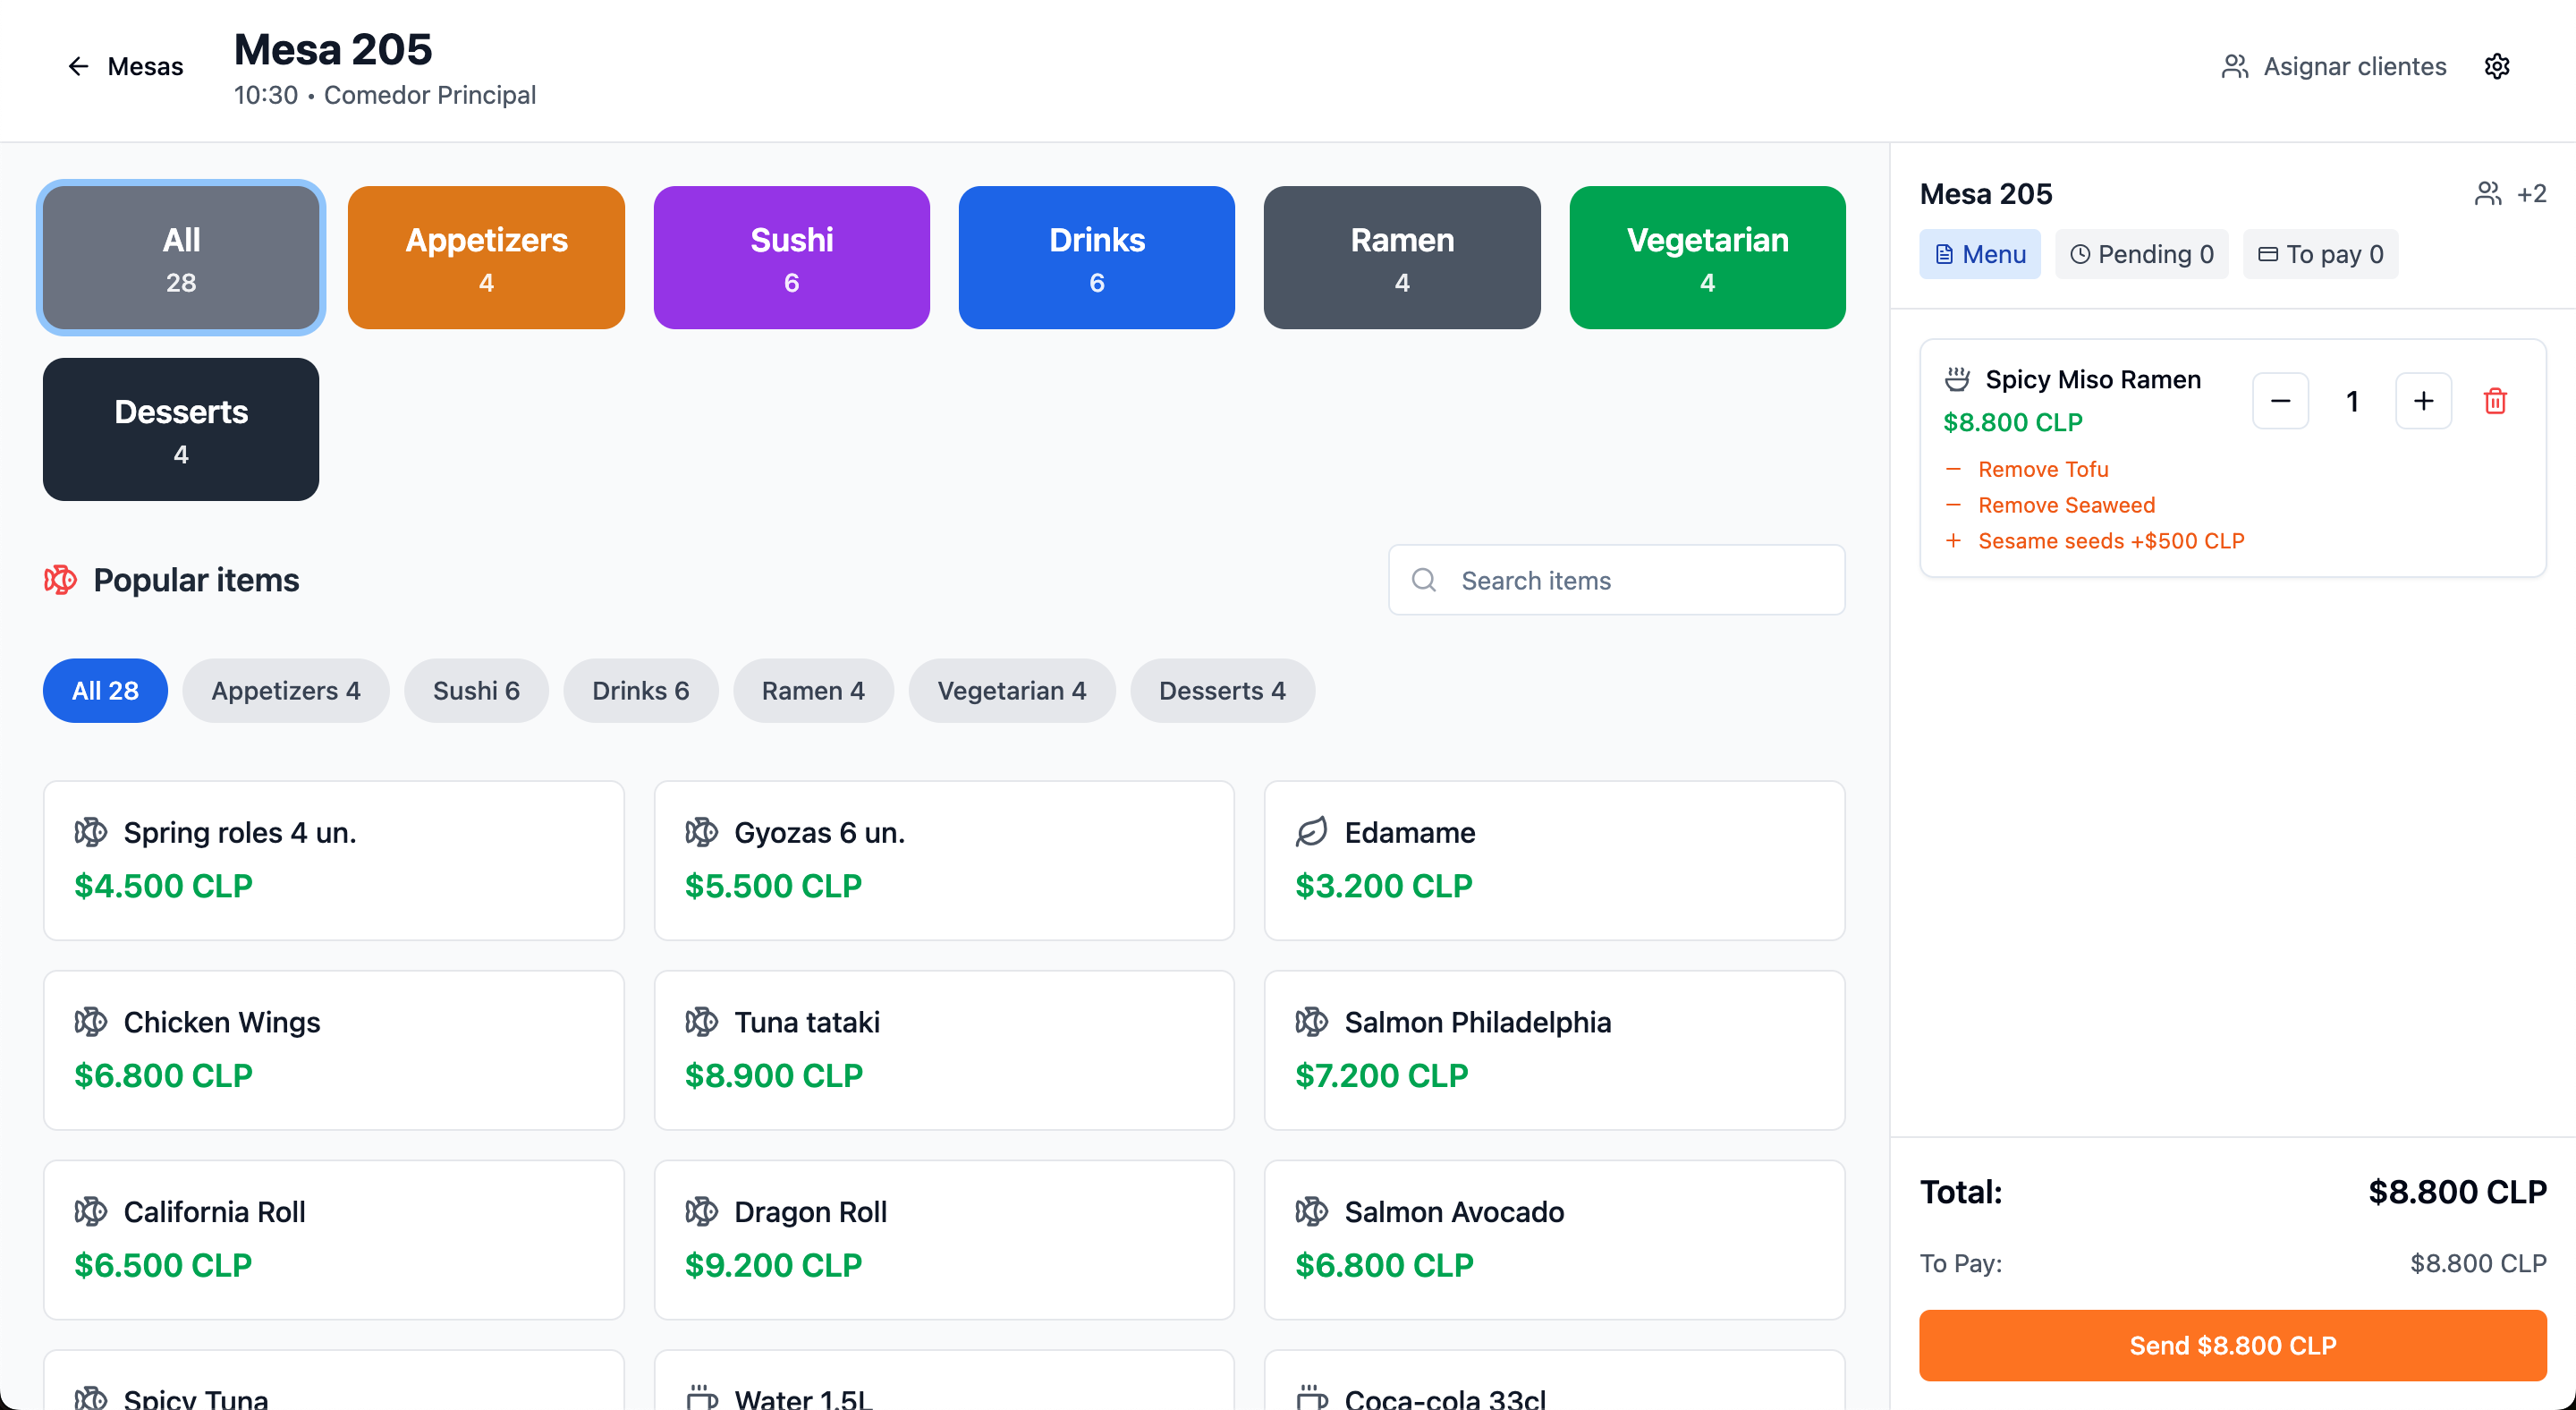 Mesas
Mesa 205
10:30 • Comedor Principal
Asignar clientes
All
28
Appetizers
4
Sushi
6
Drinks
6
Ramen
4
Vegetarian
4
Desserts
4
Popular items
Search items
All 28
Appetizers 4
Sushi 6
Drinks 6
Ramen 4
Vegetarian 4
Desserts 4
Spring roles 4 un.
$4.500 CLP
Gyozas 6 un.
$5.500 CLP
Edamame
$3.200 CLP
Chicken Wings
$6.800 CLP
Tuna tataki
$8.900 CLP
Salmon Philadelphia
$7.200 CLP
California Roll
$6.500 CLP
Dragon Roll
$9.200 CLP
Salmon Avocado
$6.800 CLP
Spicy Tuna
Water 1.5L
Coca-cola 33cl
Mesa 205
+2
Menu
Pending 0
To pay 0
Spicy Miso Ramen
$8.800 CLP
− 1 +
− Remove Tofu
− Remove Seaweed
+ Sesame seeds +$500 CLP
Total: $8.800 CLP
To Pay: $8.800 CLP
Send $8.800 CLP